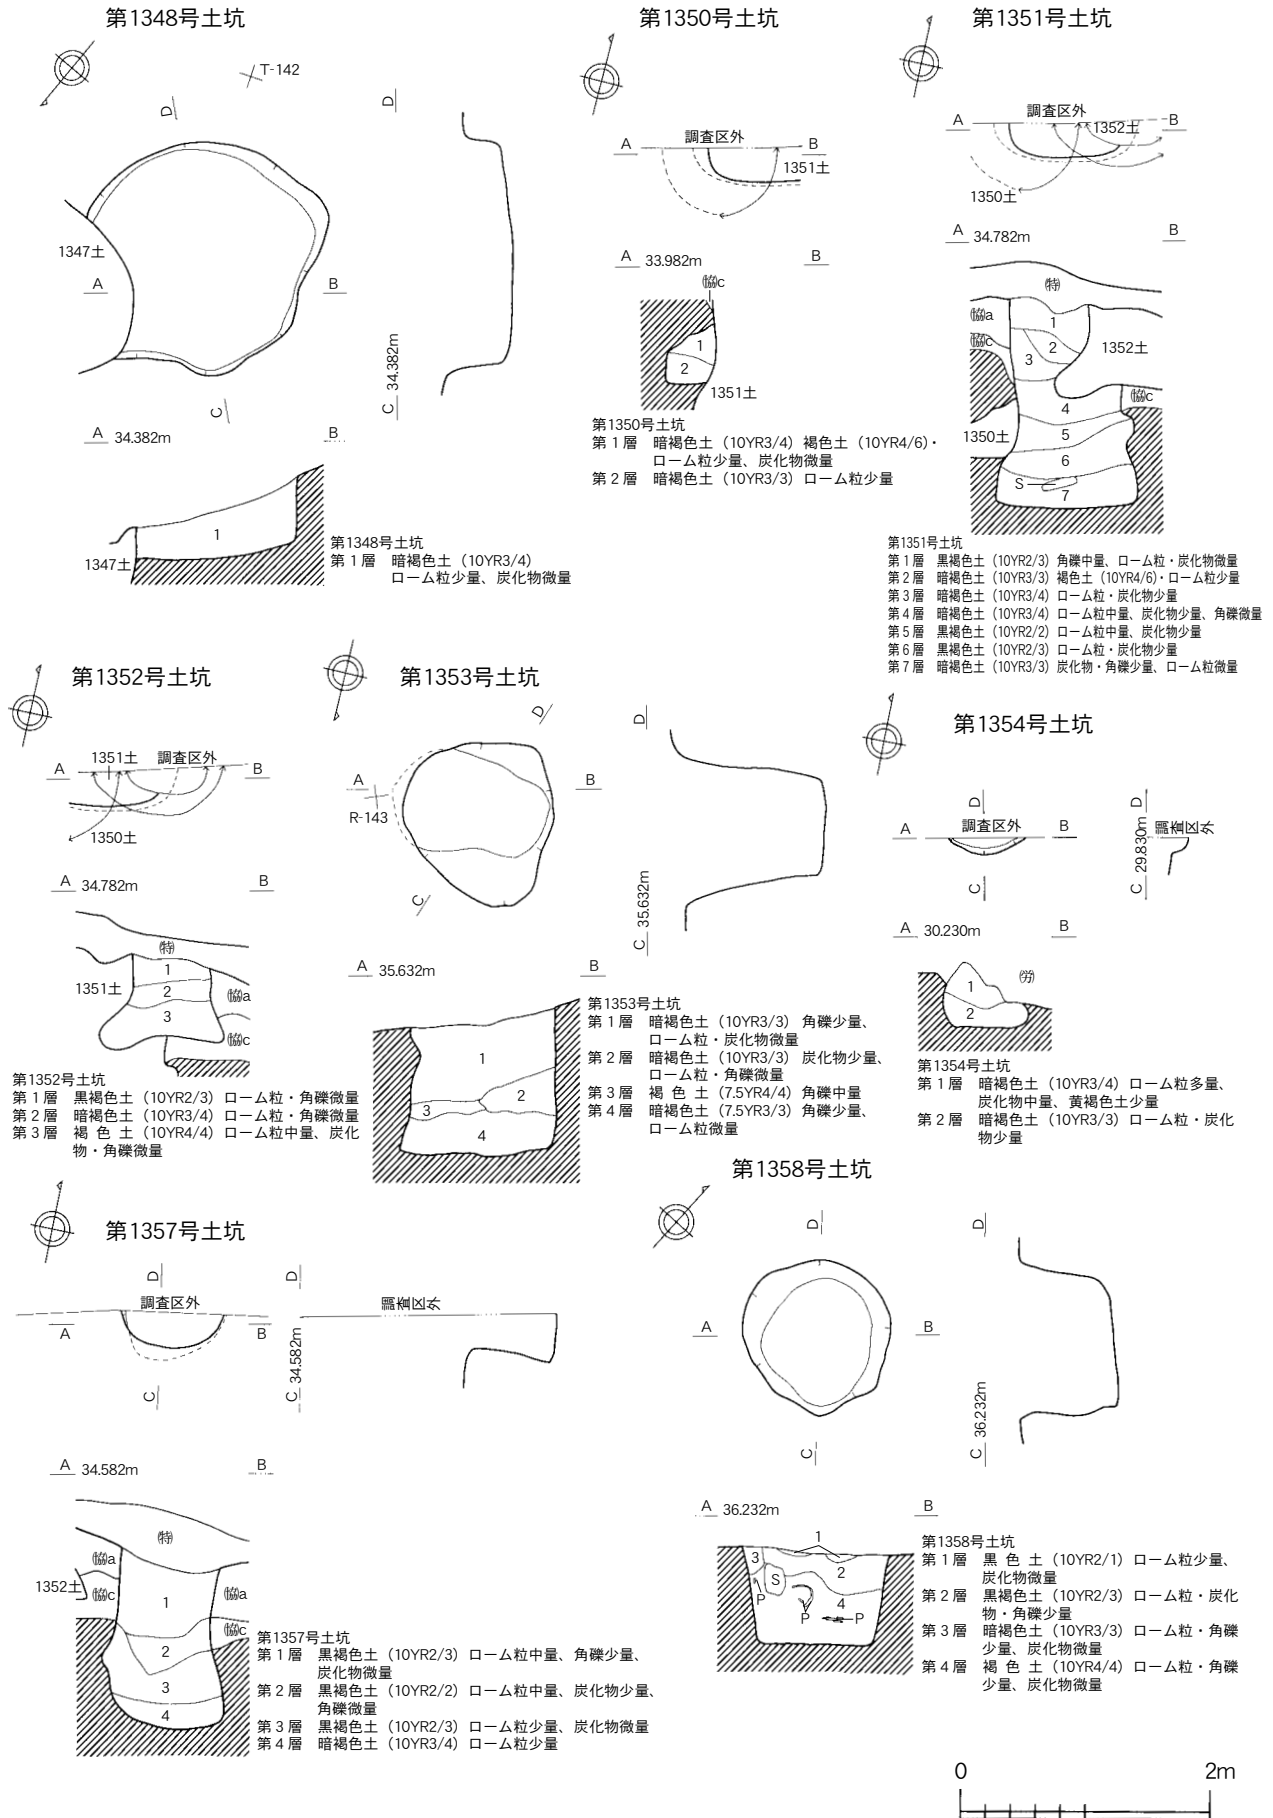 第1348号土坑
T-142
D
D
1347土
A
B
C
C 34.382m
A 34.382m
B
1
1347土
第1348号土坑
第1層 暗褐色土（10YR3/4）
ローム粒少量、炭化物微量
第1350号土坑
調査区外
A
B
1351土
A 33.982m
B
㈿c
1
2
1351土
第1350号土坑
第1層 暗褐色土（10YR3/4）褐色土（10YR4/6）・
ローム粒少量、炭化物微量
第2層 暗褐色土（10YR3/3）ローム粒少量
第1351号土坑
調査区外
A
B
1352土
1350土
A 34.782m
B
㈕
㈿a
㈿c
1
2
3
1352土
㈿c
4
1350土
5
6
S
7
第1351号土坑
第1層 黒褐色土（10YR2/3）角礫中量、ローム粒・炭化物微量
第2層 暗褐色土（10YR3/3）褐色土（10YR4/6）・ローム粒少量
第3層 暗褐色土（10YR3/4）ローム粒・炭化物少量
第4層 暗褐色土（10YR3/4）ローム粒中量、炭化物少量、角礫微量
第5層 黒褐色土（10YR2/2）ローム粒中量、炭化物少量
第6層 黒褐色土（10YR2/3）ローム粒・炭化物少量
第7層 暗褐色土（10YR3/3）炭化物・角礫少量、ローム粒微量
第1352号土坑
1351土 調査区外
A
B
1350土
A 34.782m
B
㈕
1
1351土
2
3
㈿a
㈿c
第1352号土坑
第1層 黒褐色土（10YR2/3）ローム粒・角礫微量
第2層 暗褐色土（10YR3/4）ローム粒・角礫微量
第3層 褐色土（10YR4/4）ローム粒中量、炭化
物・角礫微量
第1353号土坑
D
D
A
B
R-143
C
C 35.632m
A 35.632m
B
1
2
3
4
第1353号土坑
第1層 暗褐色土（10YR3/3）角礫少量、
ローム粒・炭化物微量
第2層 暗褐色土（10YR3/3）炭化物少量、
ローム粒・角礫微量
第3層 褐色土（7.5YR4/4）角礫中量
第4層 暗褐色土（7.5YR3/3）角礫少量、
ローム粒微量
第1354号土坑
D
D
A
調査区外
B
調査区外
C
C 29.830m
A 30.230m
B
㈸
1
2
第1354号土坑
第1層 暗褐色土（10YR3/4）ローム粒多量、
炭化物中量、黄褐色土少量
第2層 暗褐色土（10YR3/3）ローム粒・炭化
物少量
第1357号土坑
D
D
調査区外
調査区外
A
B
C
C 34.582m
A 34.582m
B
㈕
㈿a
1352土
㈿c
1
㈿a
㈿c
2
3
4
第1357号土坑
第1層 黒褐色土（10YR2/3）ローム粒中量、角礫少量、
炭化物微量
第2層 黒褐色土（10YR2/2）ローム粒中量、炭化物少量、
角礫微量
第3層 黒褐色土（10YR2/3）ローム粒少量、炭化物微量
第4層 暗褐色土（10YR3/4）ローム粒少量
第1358号土坑
D
D
A
B
C
C 36.232m
A 36.232m
B
1
3
2
S
4
P
P
P
第1358号土坑
第1層 黒色土（10YR2/1）ローム粒少量、
炭化物微量
第2層 黒褐色土（10YR2/3）ローム粒・炭化
物・角礫少量
第3層 暗褐色土（10YR3/3）ローム粒・角礫
少量、炭化物微量
第4層 褐色土（10YR4/4）ローム粒・角礫
少量、炭化物微量
0 2m